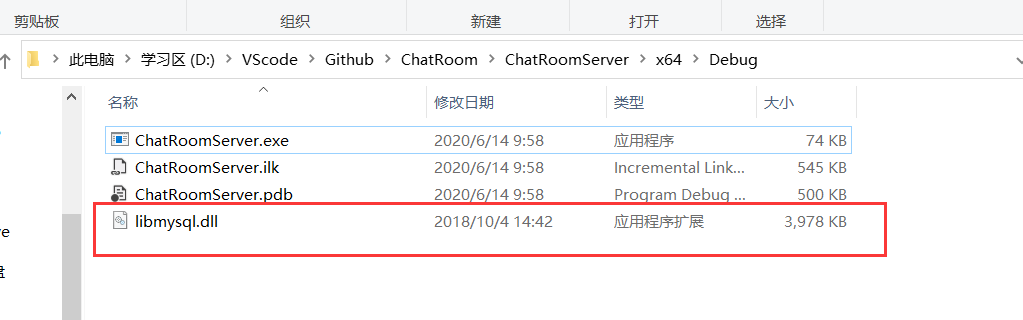 剪贴板 组织 新建 打开 选择
此电脑 学习区 (D:) VScode Github ChatRoom ChatRoomServer x64 Debug
名称 修改日期 类型 大小
ChatRoomServer.exe 2020/6/14 9:58 应用程序 74 KB
ChatRoomServer.ilk 2020/6/14 9:58 Incremental Link... 545 KB
ChatRoomServer.pdb 2020/6/14 9:58 Program Debug ... 500 KB
libmysql.dll 2018/10/4 14:42 应用程序扩展 3,978 KB